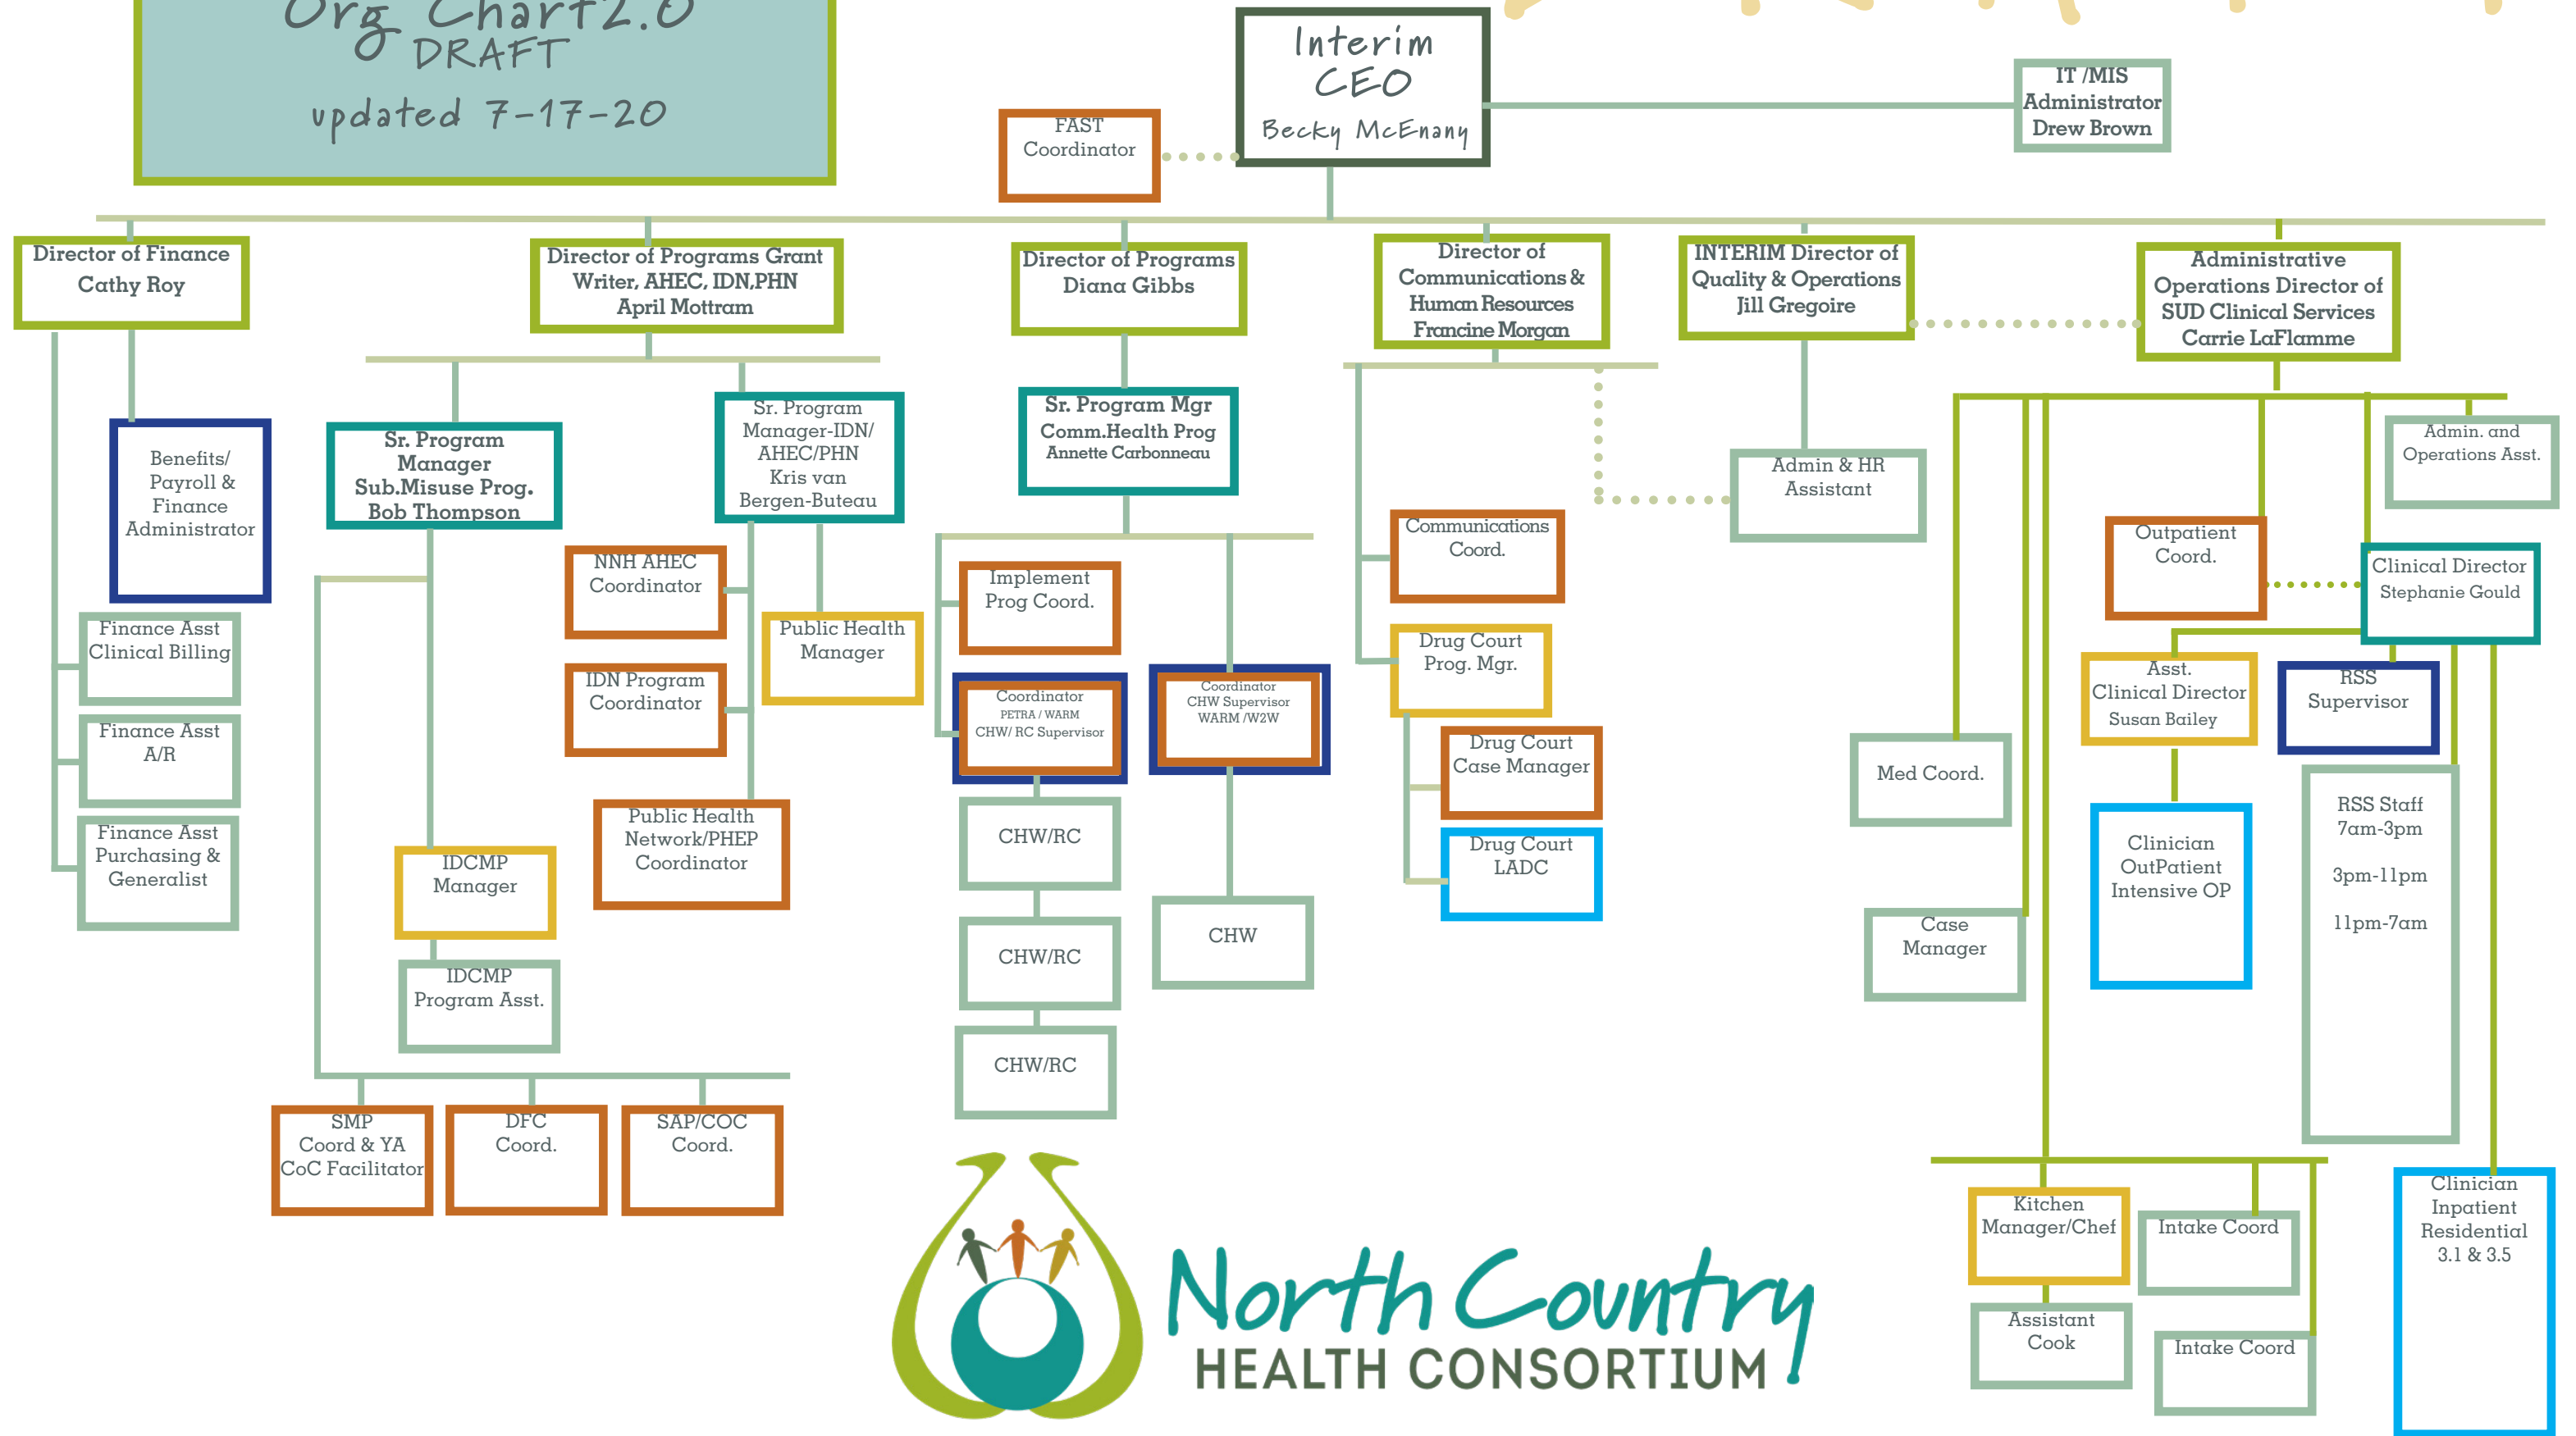 Org Chart2.0
DRAFT
updated 7-17-20
Interim
CEO
Becky McEnany
IT /MIS
Administrator
Drew Brown
FAST
Coordinator
Director of Finance
Cathy Roy
Director of Programs Grant
Writer, AHEC, IDN,PHN
April Mottram
Director of Programs
Diana Gibbs
Director of
Communications &
Human Resources
Francine Morgan
INTERIM Director of
Quality & Operations
Jill Gregoire
Administrative
Operations Director of
SUD Clinical Services
Carrie LaFlamme
Benefits/
Payroll &
Finance
Administrator
Finance Asst
Clinical Billing
Finance Asst
A/R
Finance Asst
Purchasing &
Generalist
Sr. Program
Manager
Sub.Misuse Prog.
Bob Thompson
Sr. Program
Manager-IDN/
AHEC/PHN
Kris van
Bergen-Buteau
NNH AHEC
Coordinator
IDN Program
Coordinator
Public Health
Manager
Public Health
Network/PHEP
Coordinator
IDCMP
Manager
IDCMP
Program Asst.
SMP
Coord & YA
CoC Facilitator
DFC
Coord.
SAP/COC
Coord.
Sr. Program Mgr
Comm.Health Prog
Annette Carbonneau
Implement
Prog Coord.
Coordinator
PETRA / WARM
CHW/ RC Supervisor
Coordinator
CHW Supervisor
WARM /W2W
CHW/RC
CHW/RC
CHW/RC
CHW
Communications
Coord.
Drug Court
Prog. Mgr.
Drug Court
Case Manager
Drug Court
LADC
Admin & HR
Assistant
Admin. and
Operations Asst.
Outpatient
Coord.
Clinical Director
Stephanie Gould
Asst.
Clinical Director
Susan Bailey
RSS
Supervisor
Med Coord.
Case
Manager
Clinician
OutPatient
Intensive OP
RSS Staff
7am-3pm
3pm-11pm
11pm-7am
Kitchen
Manager/Chef
Intake Coord
Assistant
Cook
Intake Coord
Clinician
Inpatient
Residential
3.1 & 3.5
North Country
HEALTH CONSORTIUM